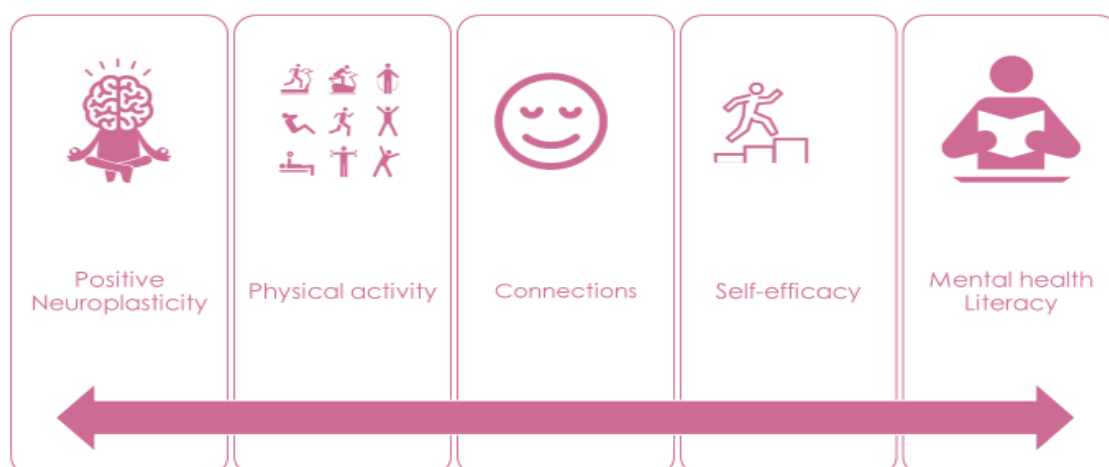 Positive
Neuroplasticity
Physical activity
Connections
Self-efficacy
Mental health
Literacy